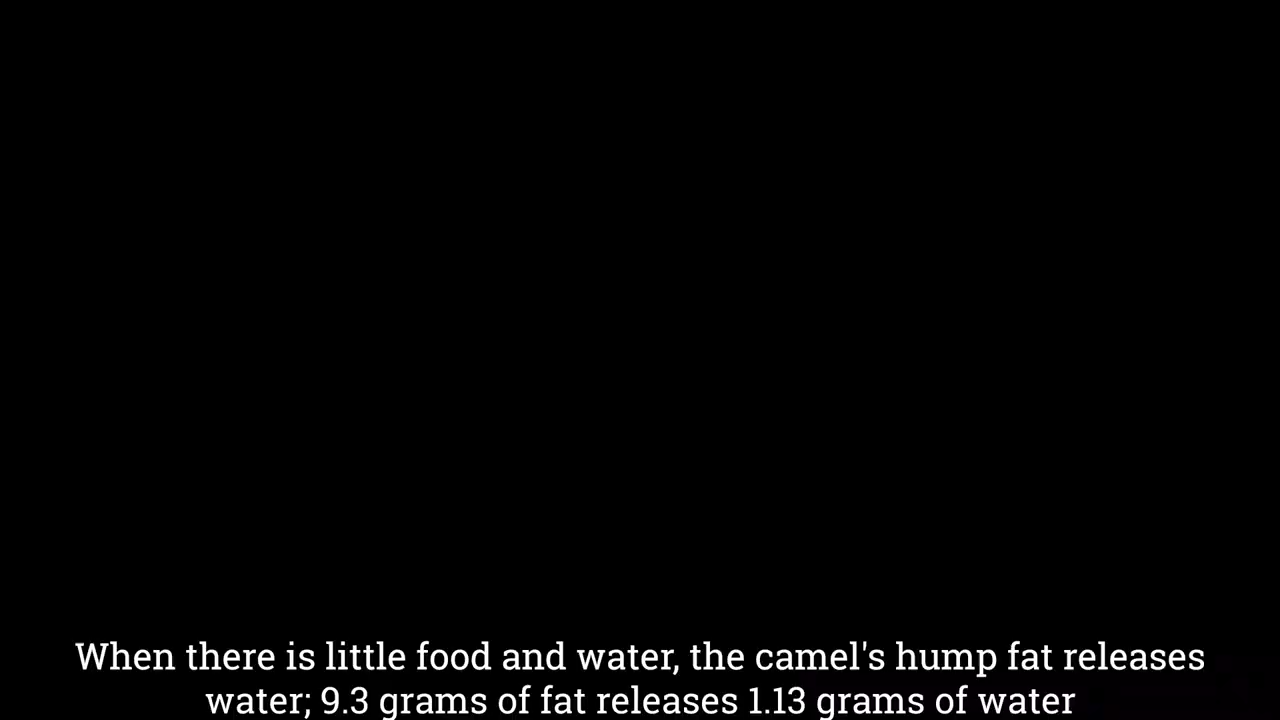 When there is little food and water, the camel's hump fat releases
water; 9.3 grams of fat releases 1.13 grams of water